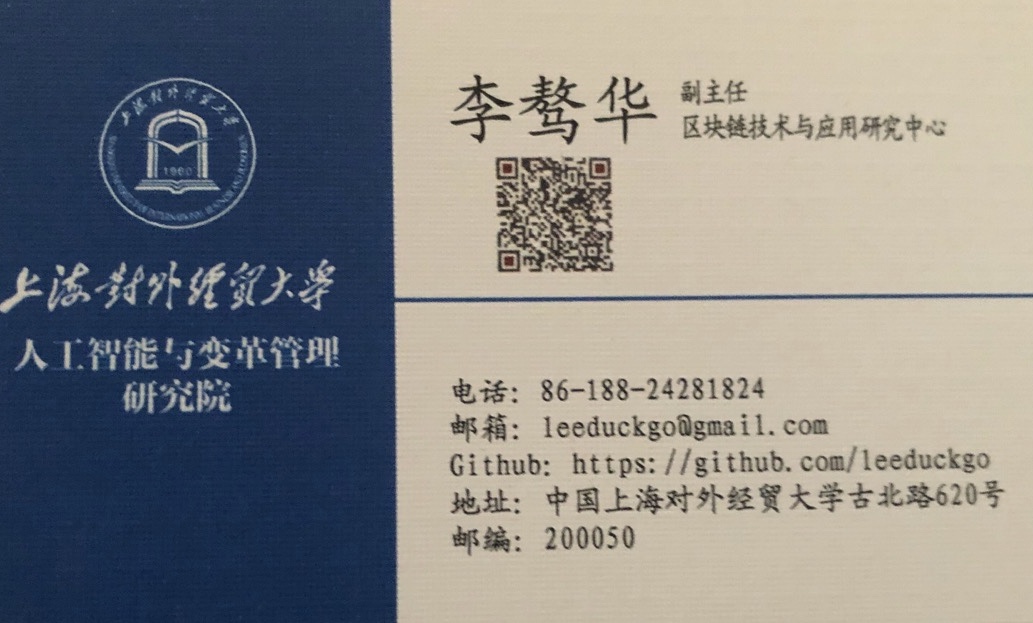 上海对外经贸大学
1960
上海对外经贸大学
人工智能与变革管理
研究院
李骜华
副主任
区块链技术与应用研究中心
电话: 86-188-24281824
邮箱: leeduckgo@gmail.com
Github: https://github.com/leeduckgo
地址: 中国上海对外经贸大学古北路620号
邮编: 200050